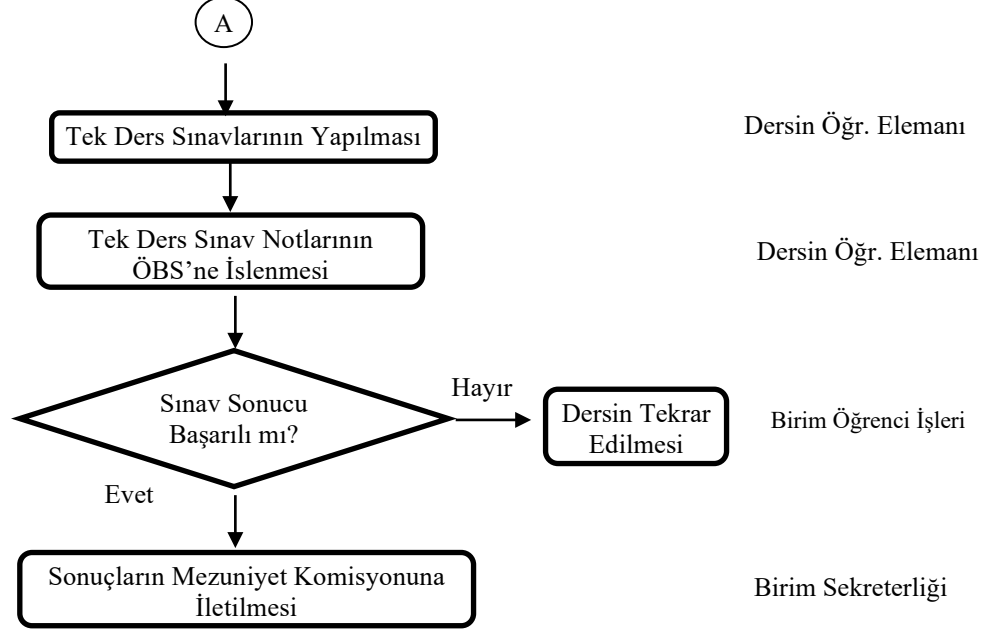 A
Tek Ders Sınavlarının Yapılması
Dersin Öğr. Elemanı
Tek Ders Sınav Notlarının
ÖBS’ne İslenmesi
Dersin Öğr. Elemanı
Sınav Sonucu
Başarılı mı?
Hayır
Dersin Tekrar
Edilmesi
Birim Öğrenci İşleri
Evet
Sonuçların Mezuniyet Komisyonuna
İletilmesi
Birim Sekreterliği